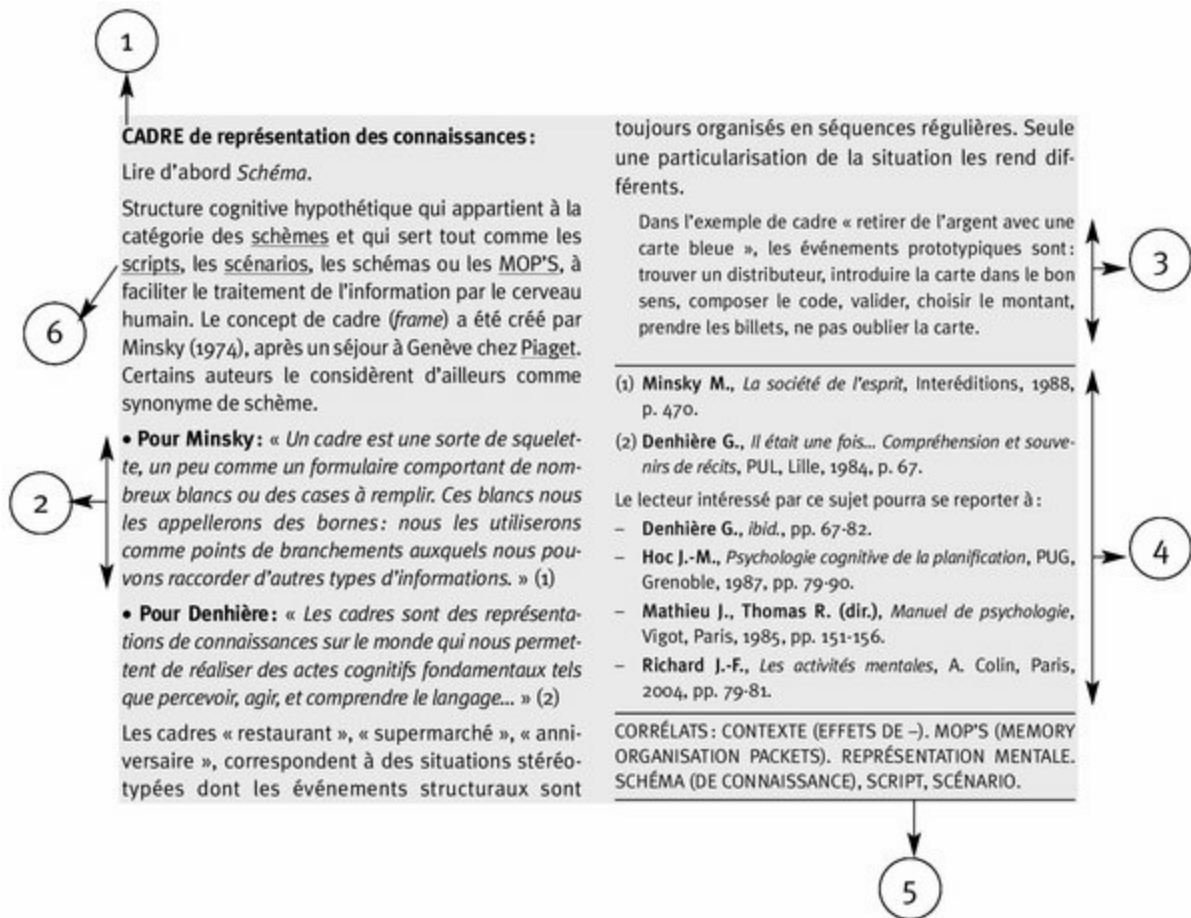 1
CADRE de représentation des connaissances :
Lire d'abord Schéma.
Structure cognitive hypothétique qui appartient à la
catégorie des schèmes et qui sert tout comme les
scripts, les scénarios, les schémas ou les MOP'S, à
faciliter le traitement de l'information par le cerveau
humain. Le concept de cadre (frame) a été créé par
Minsky (1974), après un séjour à Genève chez Piaget.
Certains auteurs le considèrent d'ailleurs comme
synonyme de schème.
6
• Pour Minsky : « Un cadre est une sorte de squelet-
te, un peu comme un formulaire comportant de nom-
breux blancs ou des cases à remplir. Ces blancs nous
les appellerons des bornes : nous les utiliserons
comme points de branchements auxquels nous pou-
vons raccorder d'autres types d'informations. » (1)
2
• Pour Denhière : « Les cadres sont des représenta-
tions de connaissances sur le monde qui nous permet-
tent de réaliser des actes cognitifs fondamentaux tels
que percevoir, agir, et comprendre le langage... » (2)
Les cadres « restaurant », « supermarché », « anni-
versaire », correspondent à des situations stéréo-
typées dont les événements structuraux sont
toujours organisés en séquences régulières. Seule
une particularisation de la situation les rend dif-
férents.
Dans l'exemple de cadre « retirer de l'argent avec une
carte bleue », les événements prototypiques sont :
trouver un distributeur, introduire la carte dans le bon
sens, composer le code, valider, choisir le montant,
prendre les billets, ne pas oublier la carte.
3
(1) Minsky M., La société de l'esprit, Interéditions, 1988,
p. 470.
(2) Denhière G., Il était une fois... Compréhension et souve-
nirs de récits, PUL, Lille, 1984, p. 67.
Le lecteur intéressé par ce sujet pourra se reporter à :
– Denhière G., ibid., pp. 67-82.
– Hoc J.-M., Psychologie cognitive de la planification, PUG,
Grenoble, 1987, pp. 79-90.
– Mathieu J., Thomas R. (dir.), Manuel de psychologie,
Vigot, Paris, 1985, pp. 151-156.
– Richard J.-F., Les activités mentales, A. Colin, Paris,
2004, pp. 79-81.
4
CORRÉLATS : CONTEXTE (EFFETS DE –). MOP'S (MEMORY
ORGANISATION PACKETS). REPRÉSENTATION MENTALE.
SCHÉMA (DE CONNAISSANCE), SCRIPT, SCÉNARIO.
5